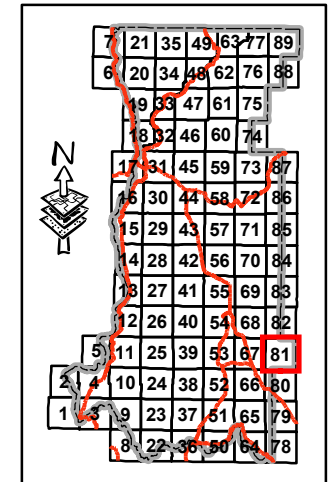 7 21 35 49 63 77 89
6 20 34 48 62 76 88
19 33 47 61 75
18 32 46 60 74
N
17 31 45 59 73 87
16 30 44 58 72 86
15 29 43 57 71 85
14 28 42 56 70 84
13 27 41 55 69 83
12 26 40 54 68 82
5 11 25 39 53 67 81
2 4 10 24 38 52 66 80
1 3 9 23 37 51 65 79
8 22 36 50 64 78